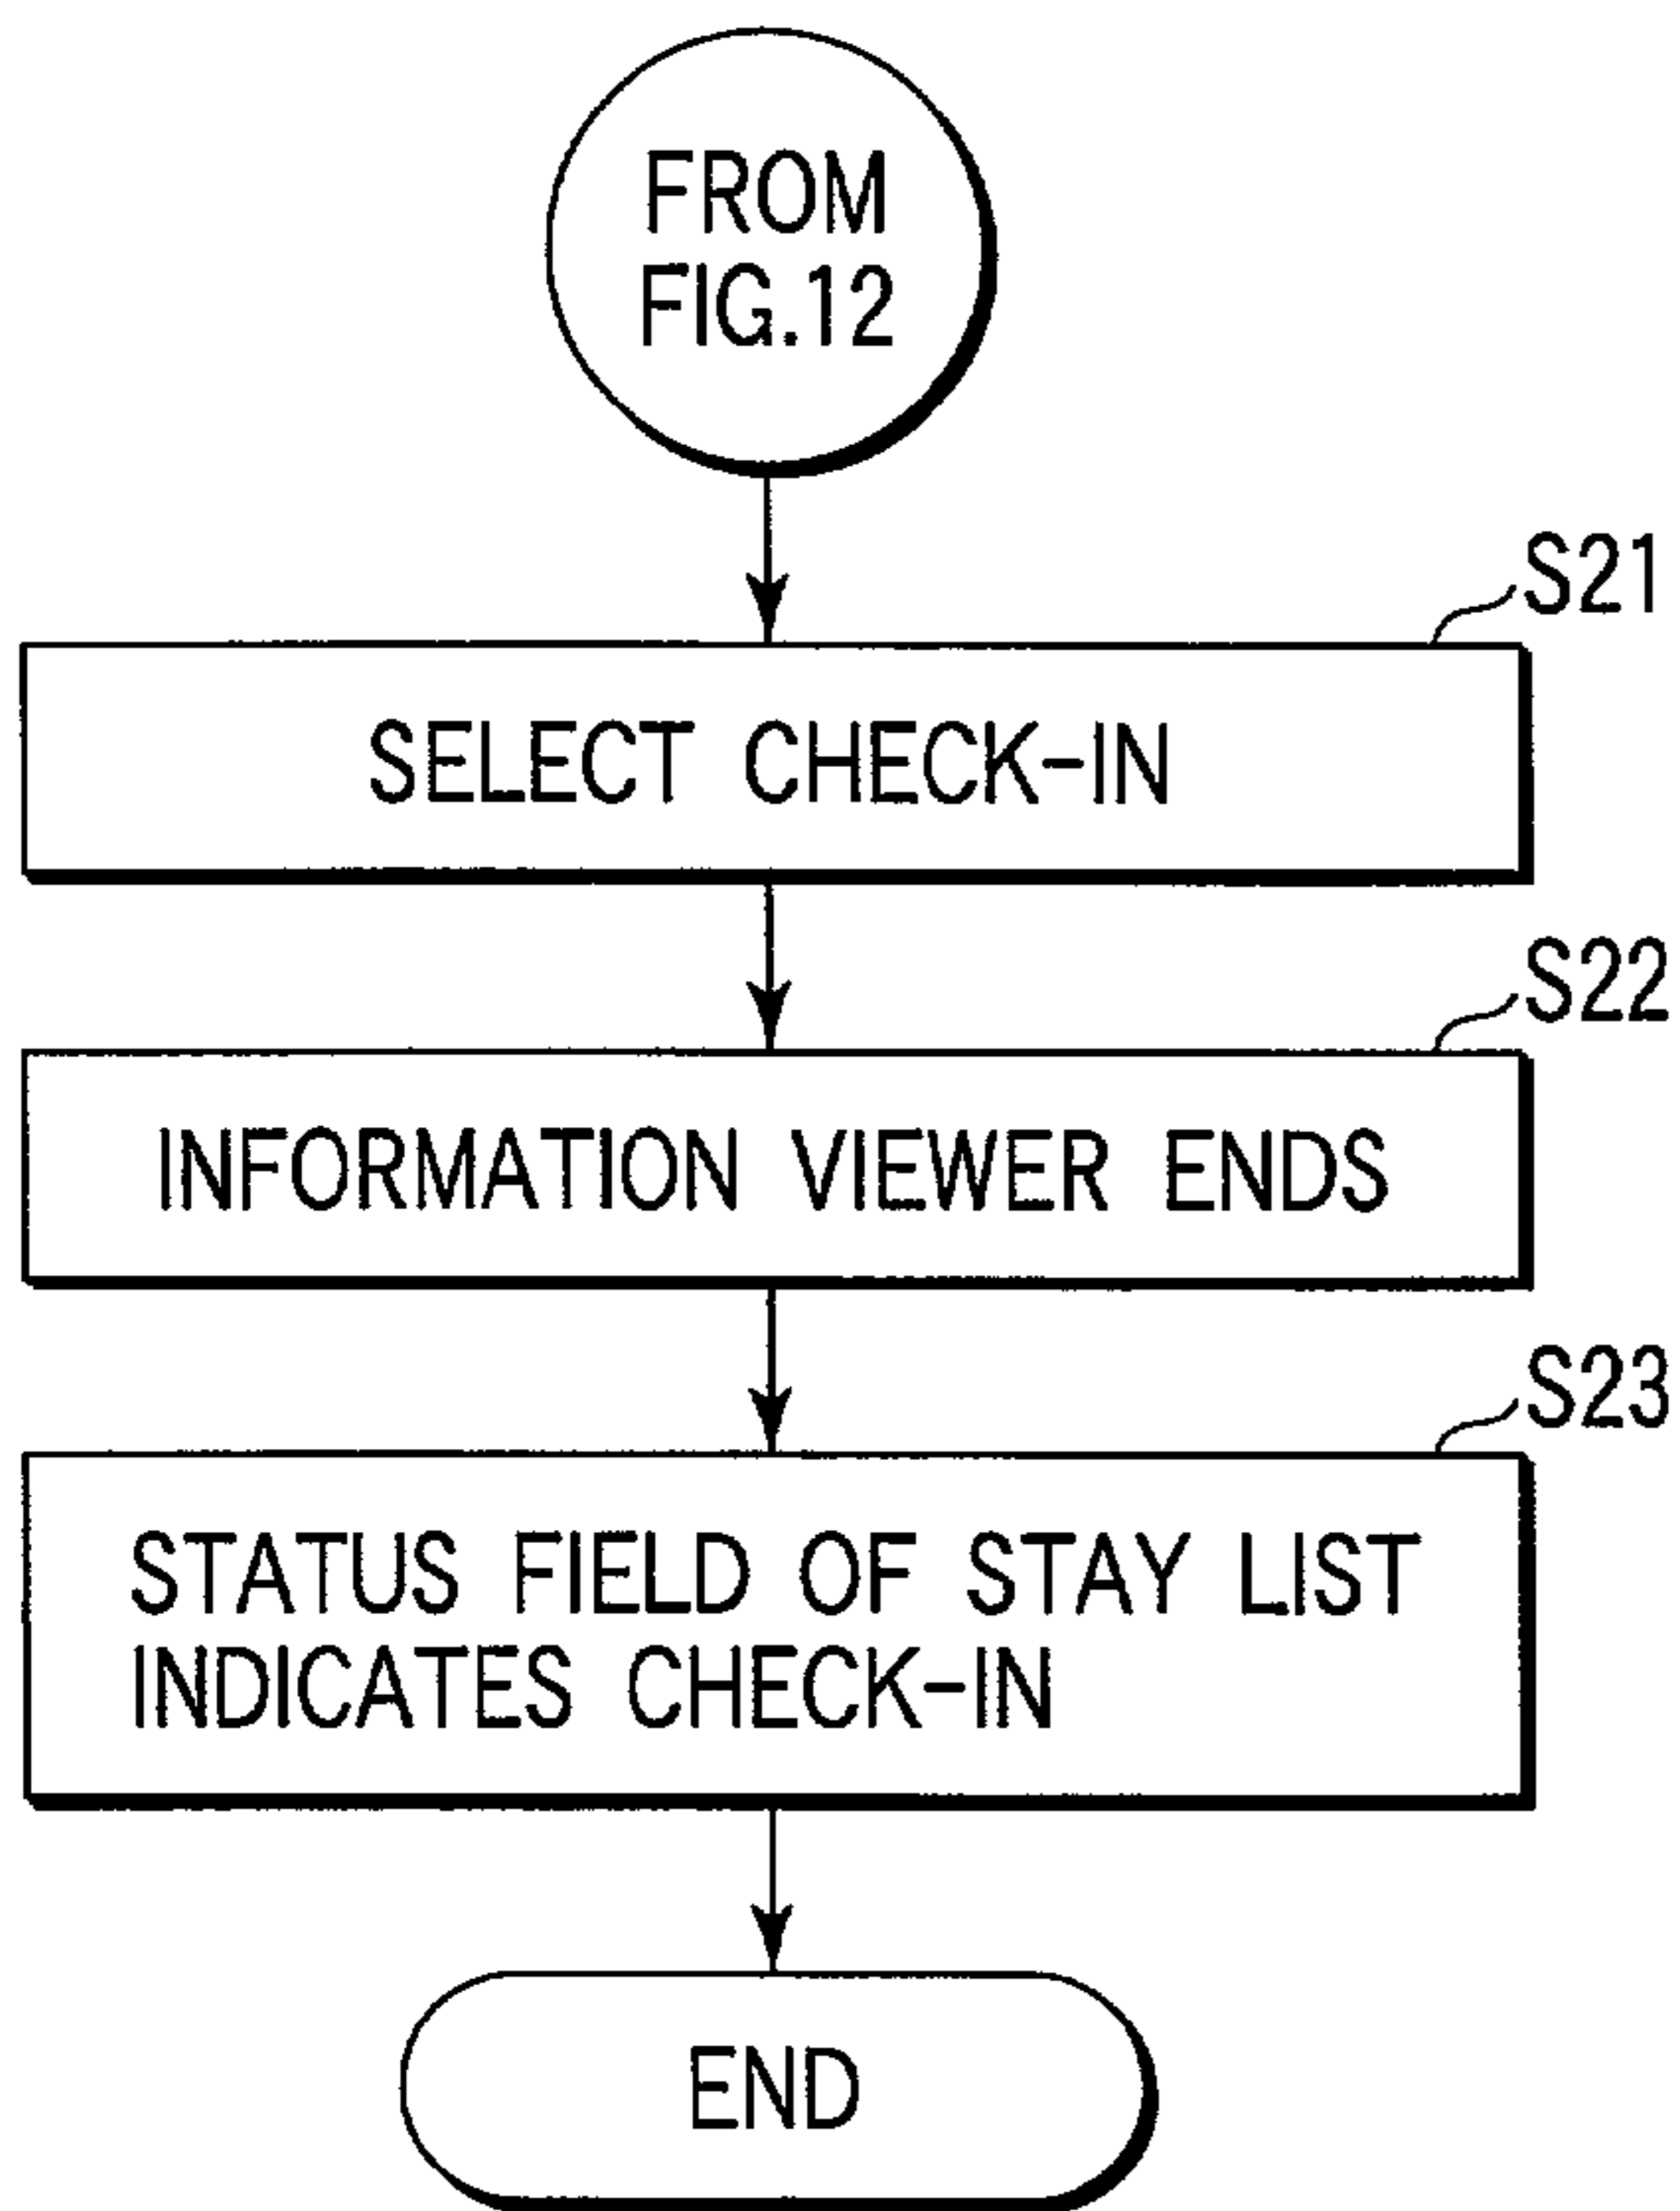 FROM
FIG.12
S21
SELECT CHECK-IN
S22
INFORMATION VIEWER ENDS
S23
STATUS FIELD OF STAY LIST
INDICATES CHECK-IN
END